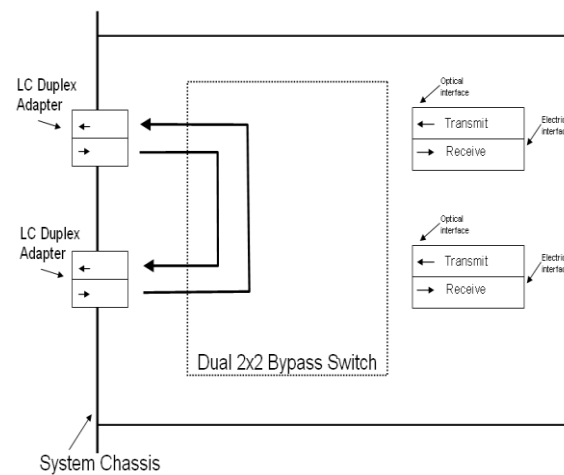 LC Duplex
Adapter
Optical
interface
Transmit
Receive
LC Duplex
Adapter
Optical
interface
Transmit
Receive
Dual 2x2 Bypass Switch
System Chassis